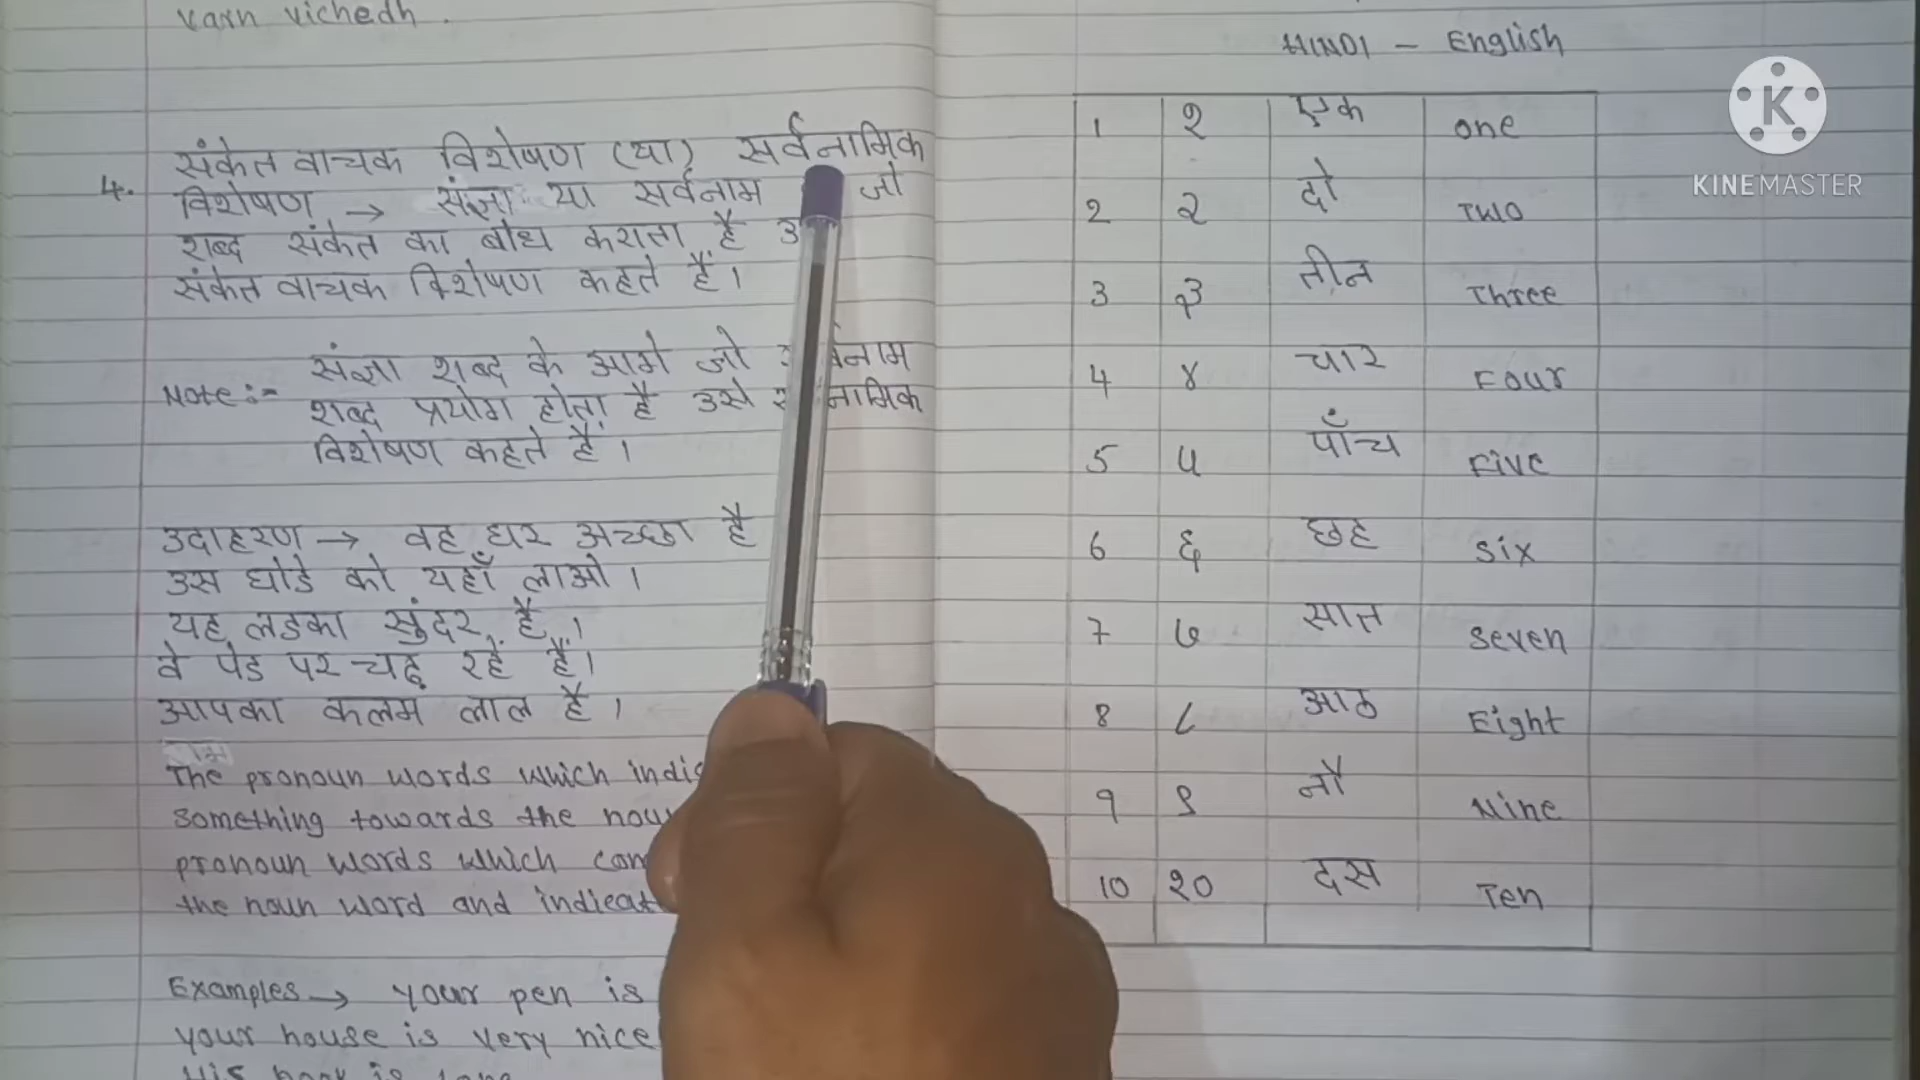 varn vichedh.
4. संकेत वाचक विशेषण (या) सर्वनामिक
विशेषण → संज्ञा या सर्वनाम जो
शब्द संकेत का बोध कराता है
संकेत वाचक विशेषण कहते हैं।
Note:- संज्ञा शब्द के आगे जो
शब्द प्रयोग होता है उसे
विशेषण कहते हैं।
उदाहरण → वह घर अच्छा है
उस घोडे को यहाँ लाओ।
यह लडका सुंदर है।
वे पेड पर चढ़ रहें हैं।
आपका कलम लाल है।
The pronoun words which
something towards the
pronoun words which
the noun word and
Examples → your pen is
your house is very nice
His book is
HINDI - English
1 १ एक one
2 २ दो Two
3 ३ तीन Three
4 ४ चार Four
5 ५ पाँच Five
6 ६ छह six
7 ७ सात seven
8 ८ आठ Eight
9 ९ नौ Nine
10 १० दस Ten
K
KINEMASTER